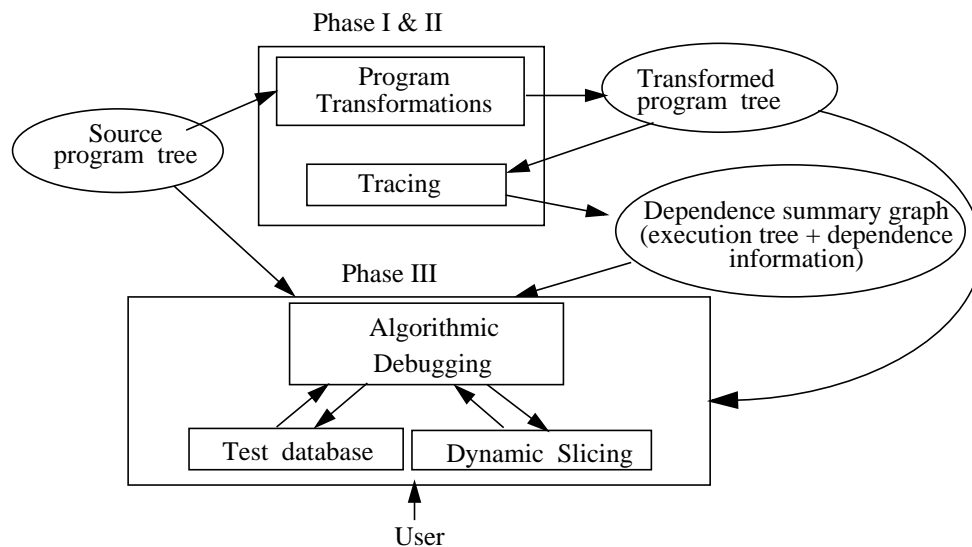 Phase I & II
Program
Transformations
Transformed
program tree
Source
program tree
Tracing
Dependence summary graph
(execution tree + dependence
information)
Phase III
Algorithmic
Debugging
Test database
Dynamic Slicing
User